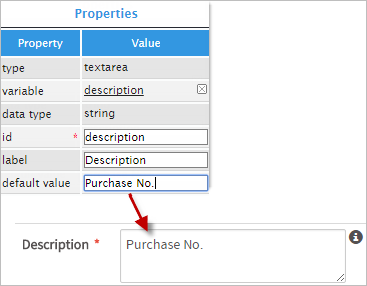 Properties
Property Value
type textarea
variable description
data type string
id * description
label Description
default value Purchase No.
Description * Purchase No.